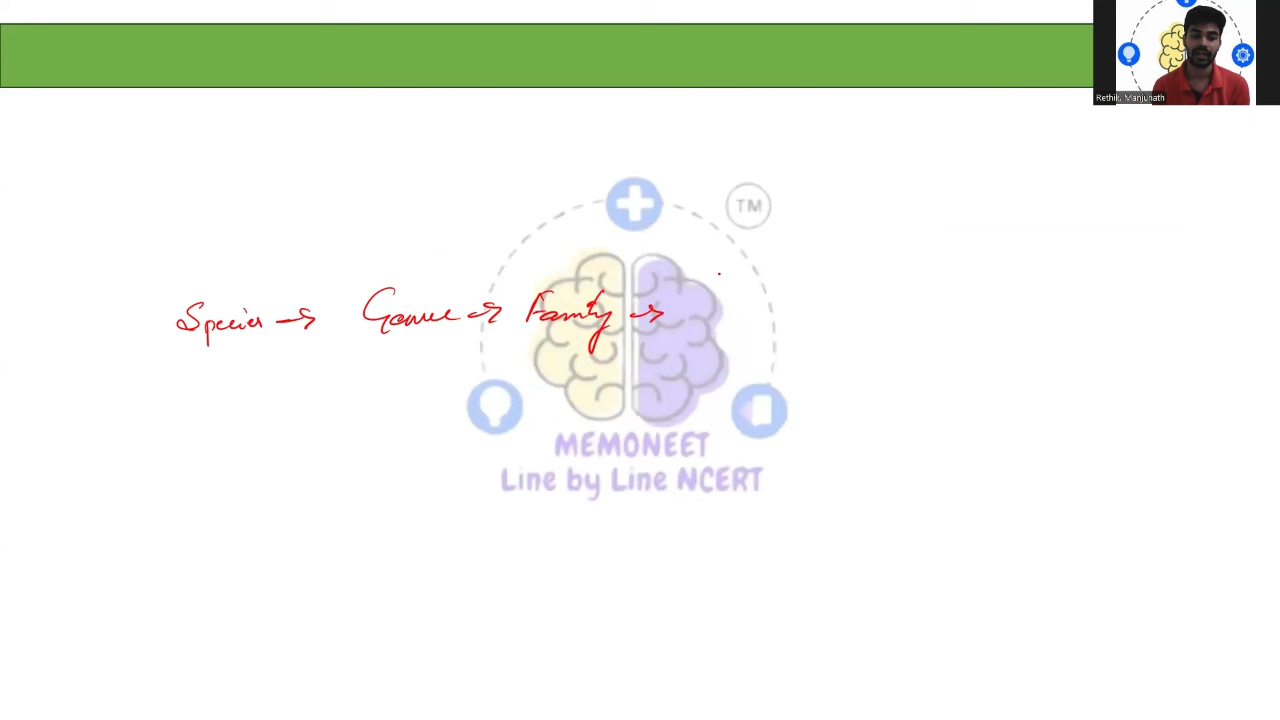 Rethik. Manjunath
TM
Species → Genus → Family →
MEMONEET
Line by Line NCERT